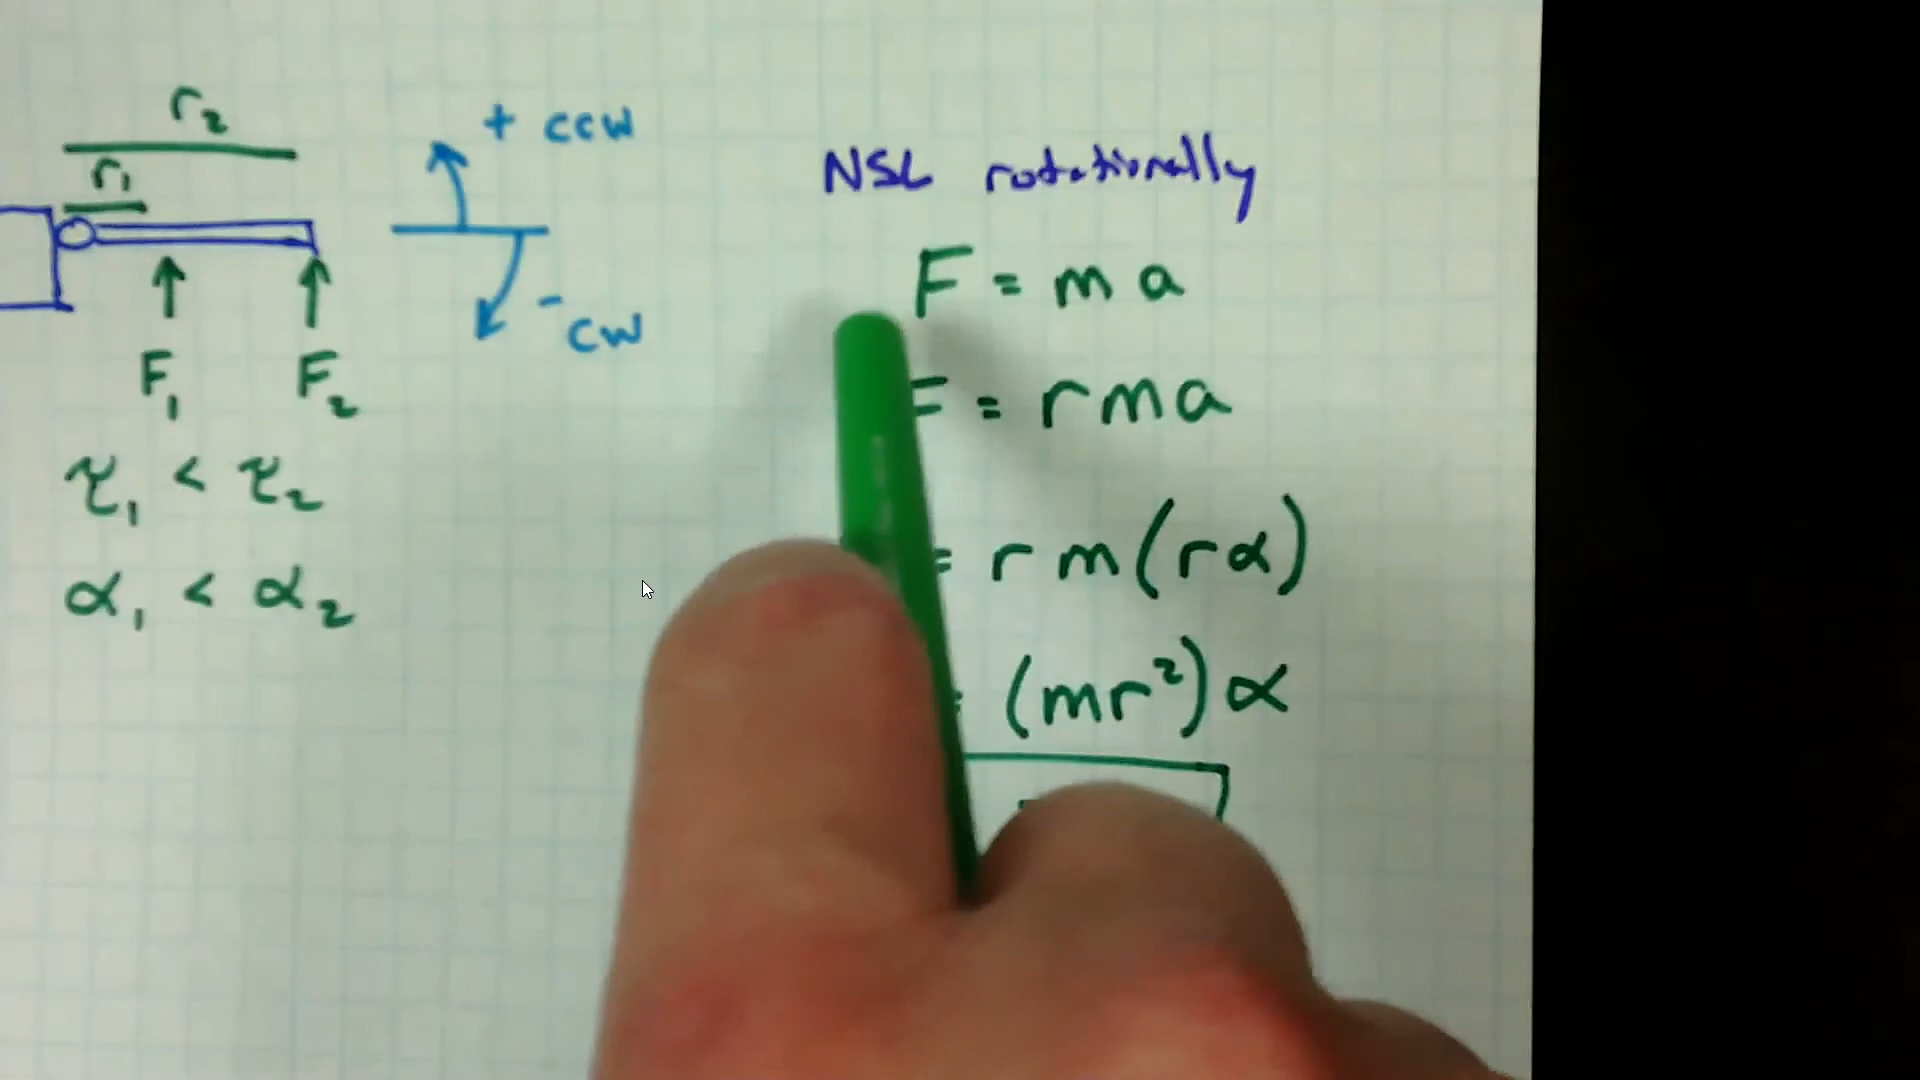 r₂
r₁
+ ccw
- cw
F₁ F₂
τ₁ < τ₂
α₁ < α₂
NSL rotationally
F = ma
F = rma
= rm(rα)
= (mr²)α